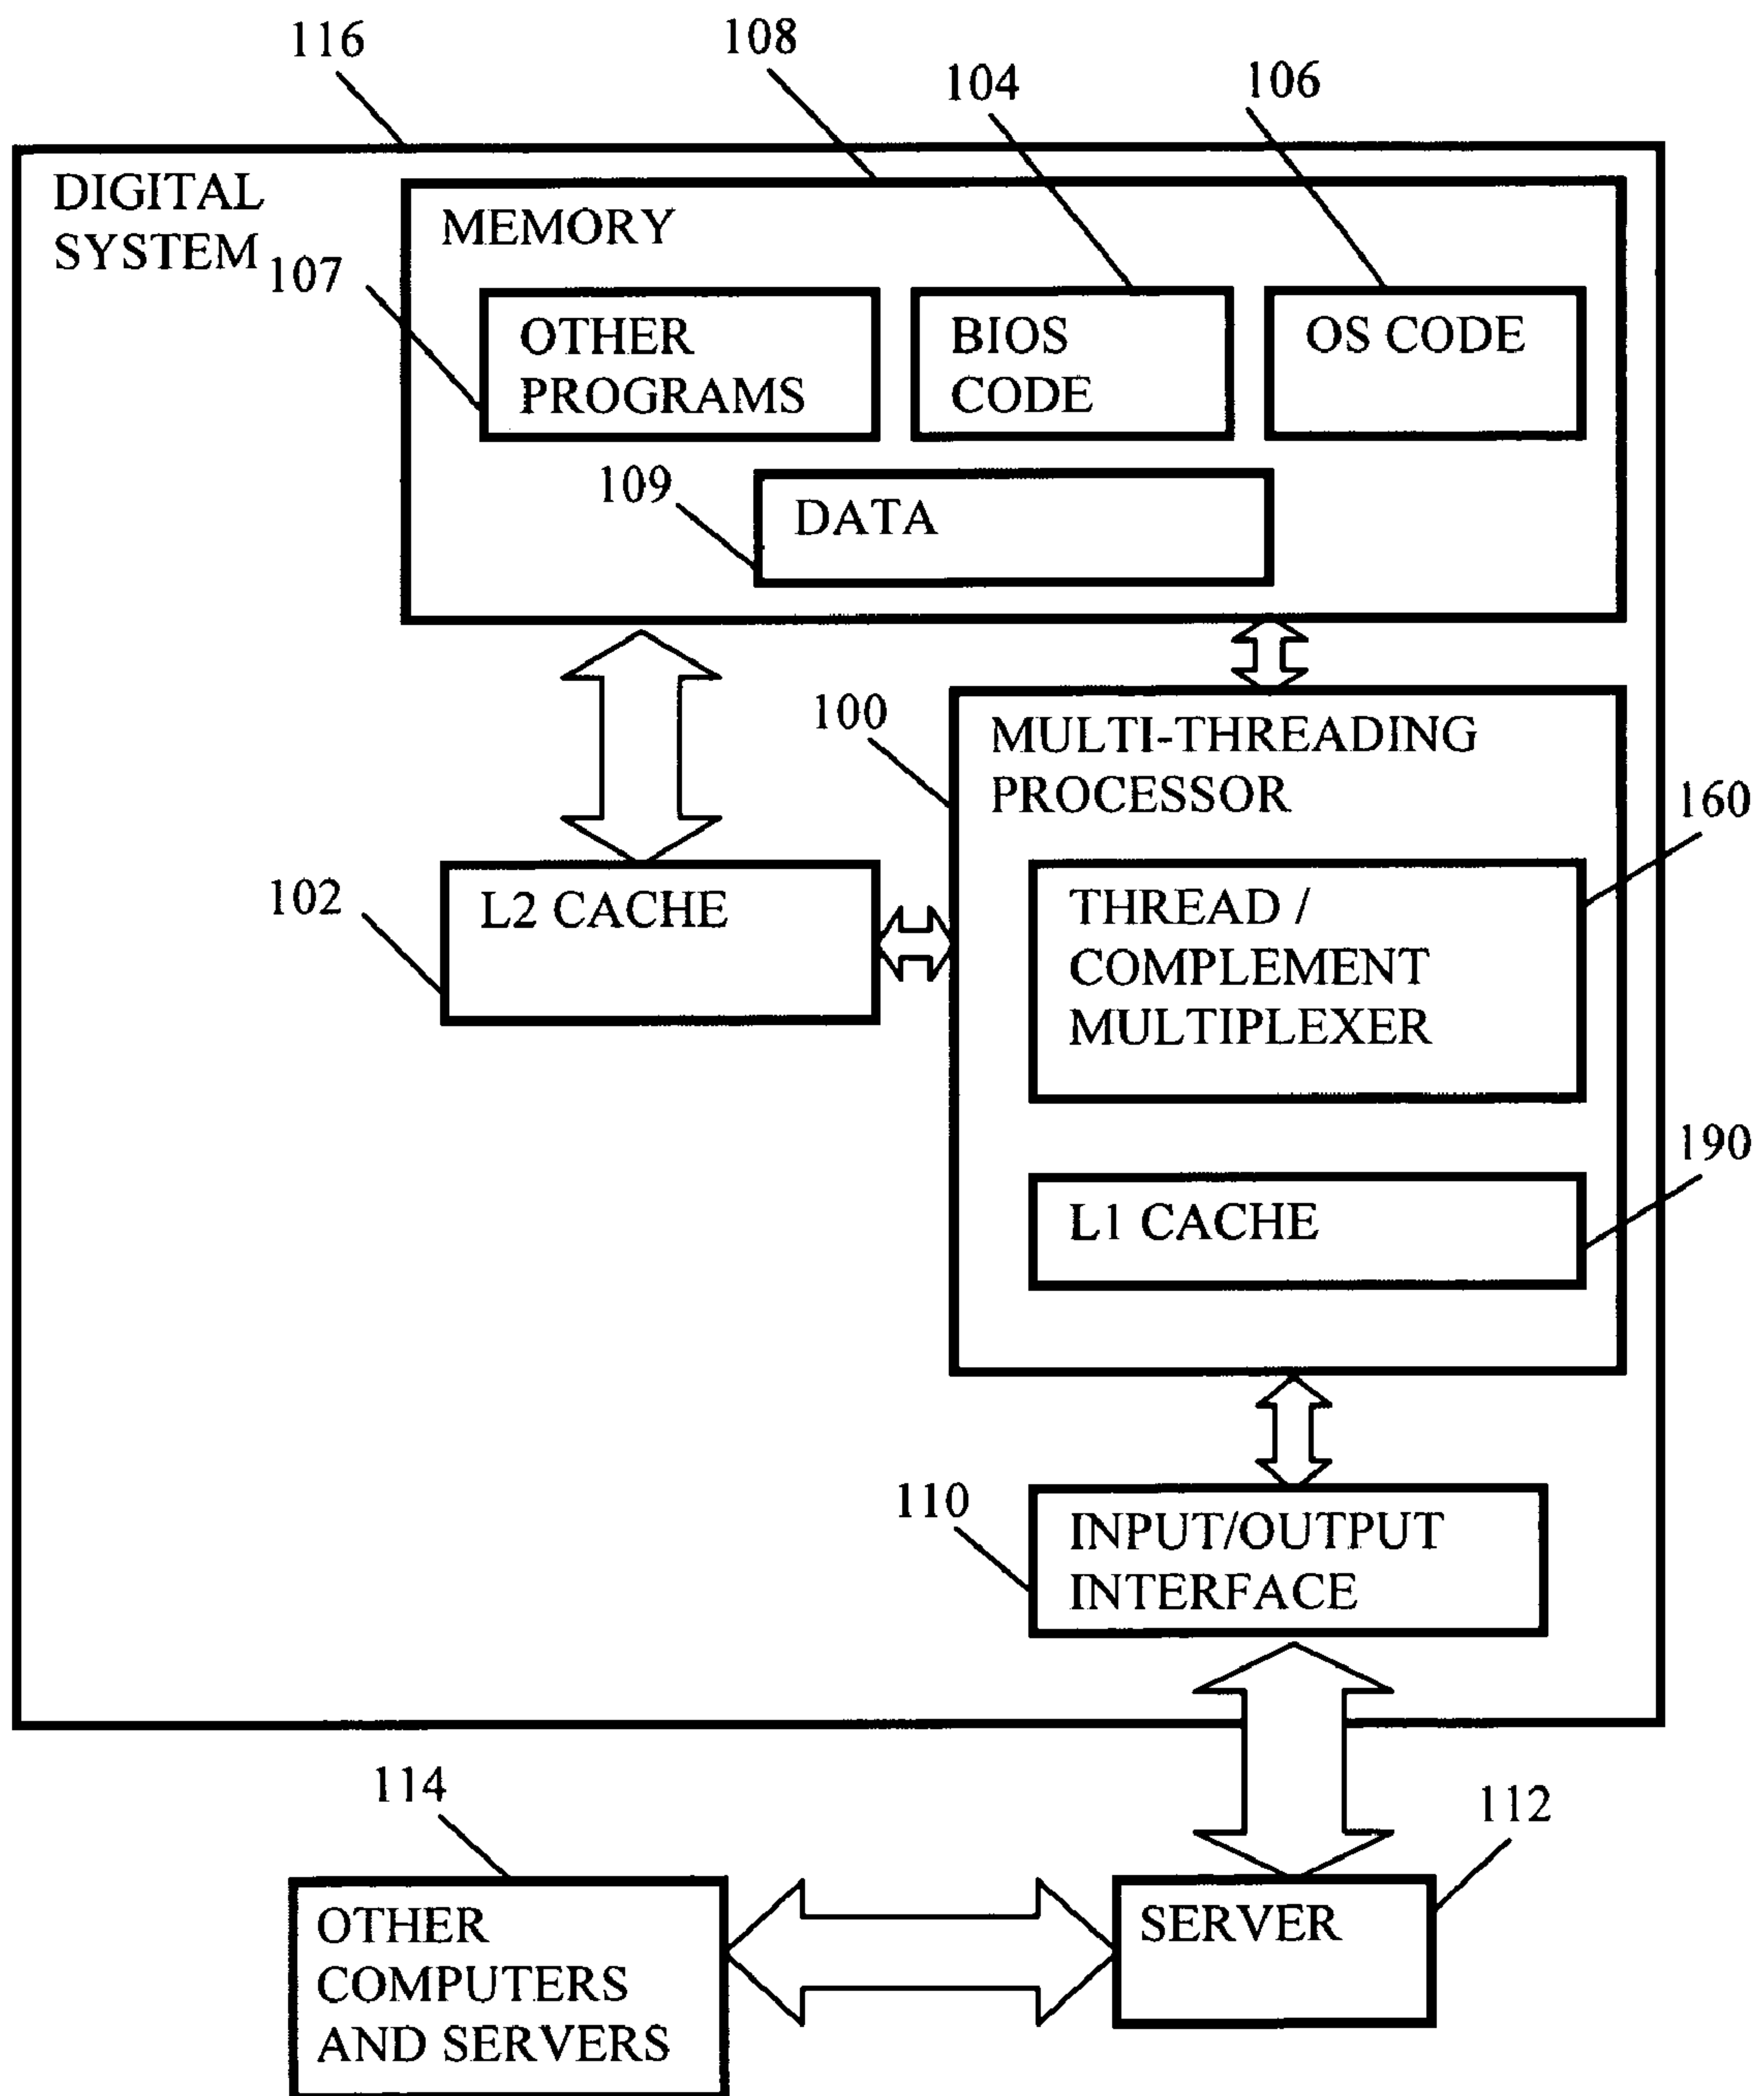 116
108
104
106
DIGITAL
SYSTEM
MEMORY
107
OTHER
PROGRAMS
BIOS
CODE
OS CODE
109
DATA
100
MULTI-THREADING
PROCESSOR
160
102
L2 CACHE
THREAD /
COMPLEMENT
MULTIPLEXER
190
L1 CACHE
110
INPUT/OUTPUT
INTERFACE
114
112
OTHER
COMPUTERS
AND SERVERS
SERVER